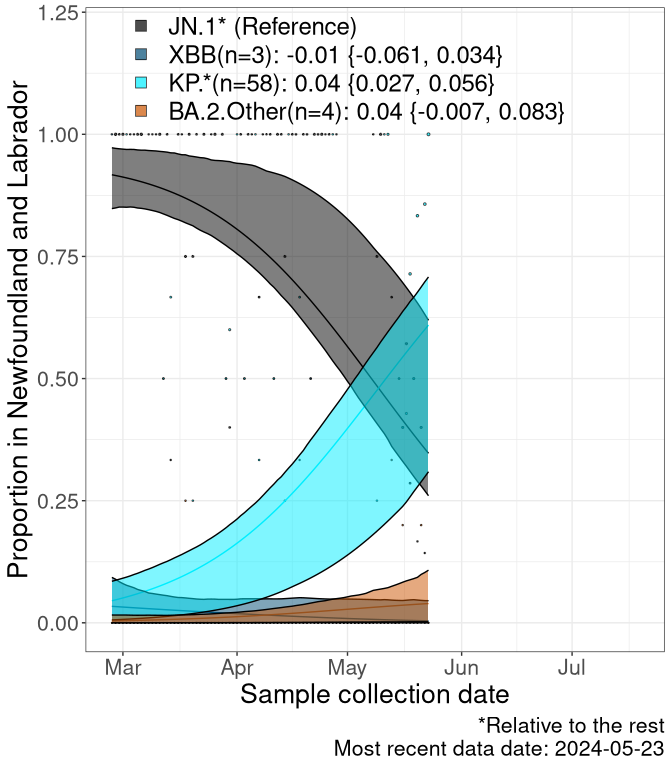 1.25
JN.1* (Reference)
XBB(n=3): -0.01 {-0.061, 0.034}
KP.*(n=58): 0.04 {0.027, 0.056}
BA.2.Other(n=4): 0.04 {-0.007, 0.083}
1.00
0.75
0.50
0.25
0.00
Proportion in Newfoundland and Labrador
Mar Apr May Jun Jul
Sample collection date
*Relative to the rest
Most recent data date: 2024-05-23